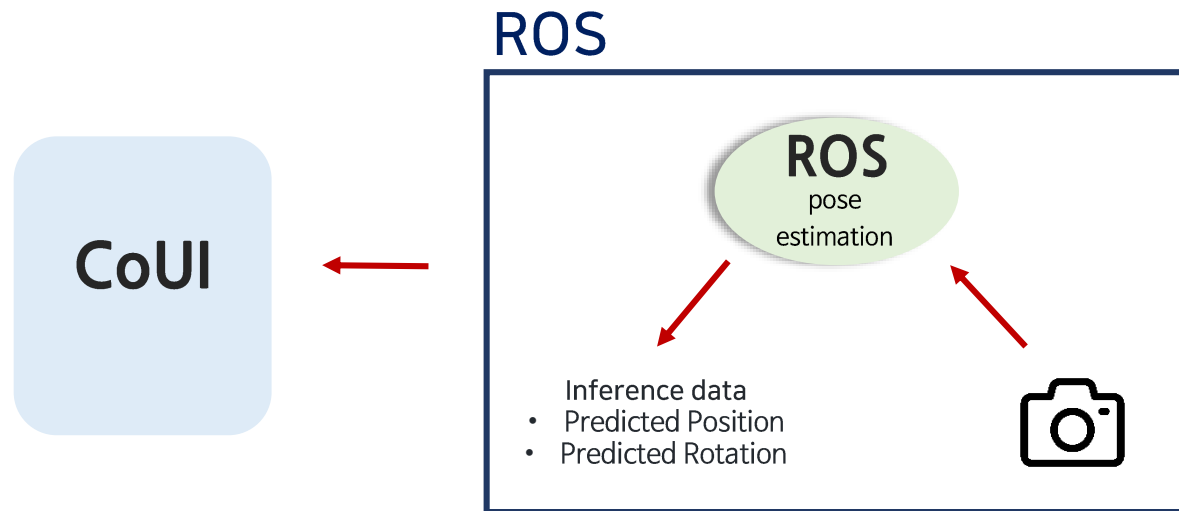 ROS
CoUI
ROS
pose
estimation
Inference data
• Predicted Position
• Predicted Rotation